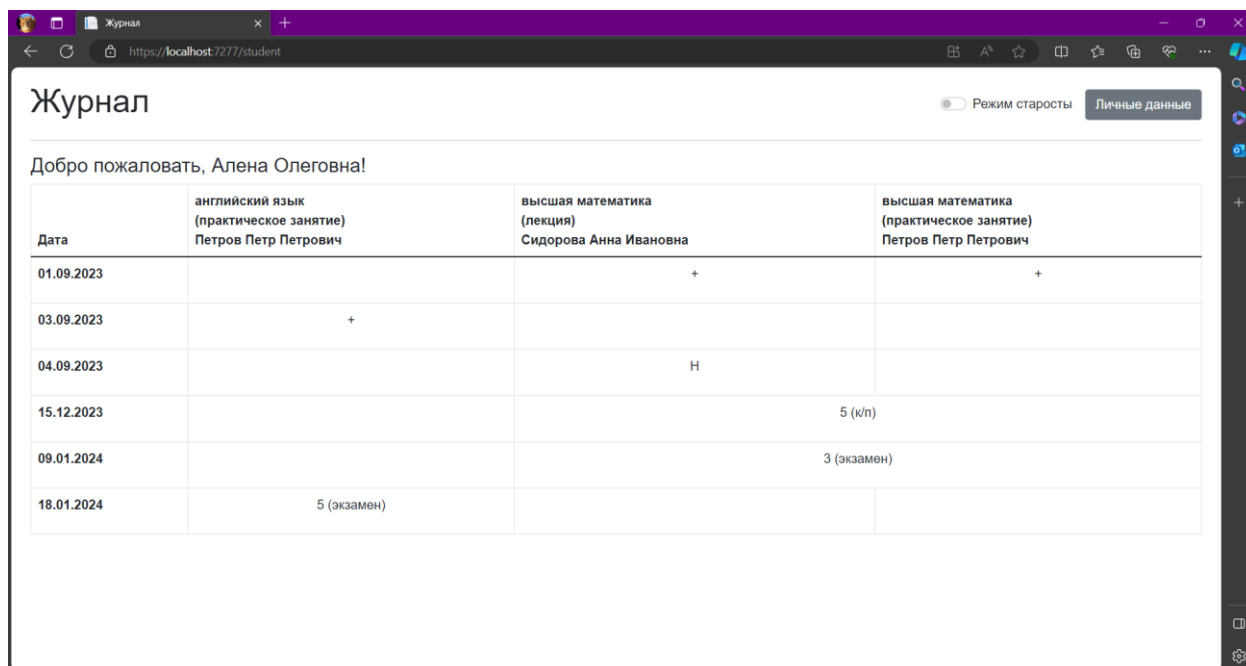 Журнал
https://localhost:7277/student
Журнал
Режим старосты
Личные данные
Добро пожаловать, Алена Олеговна!
Дата
английский язык
(практическое занятие)
Петров Петр Петрович
высшая математика
(лекция)
Сидорова Анна Ивановна
высшая математика
(практическое занятие)
Петров Петр Петрович
01.09.2023 + +
03.09.2023 +
04.09.2023 Н
15.12.2023 5 (к/п)
09.01.2024 3 (экзамен)
18.01.2024 5 (экзамен)